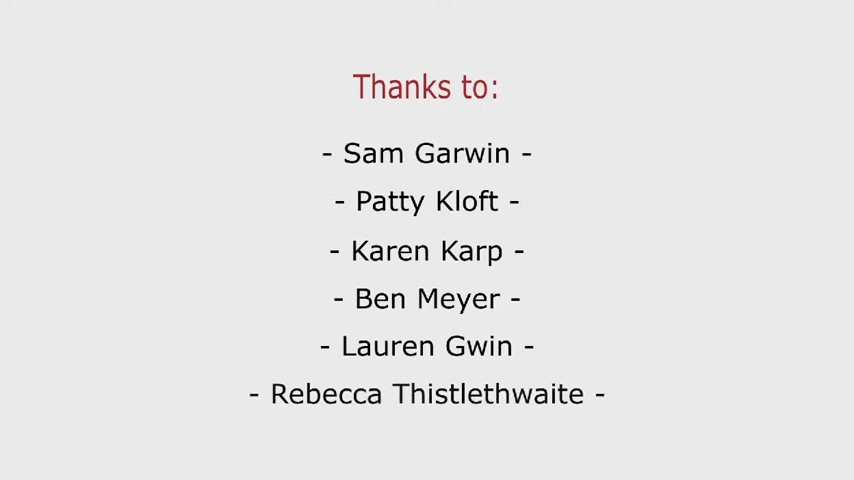 Thanks to:
- Sam Garwin -
- Patty Kloft -
- Karen Karp -
- Ben Meyer -
- Lauren Gwin -
- Rebecca Thistlethwaite -